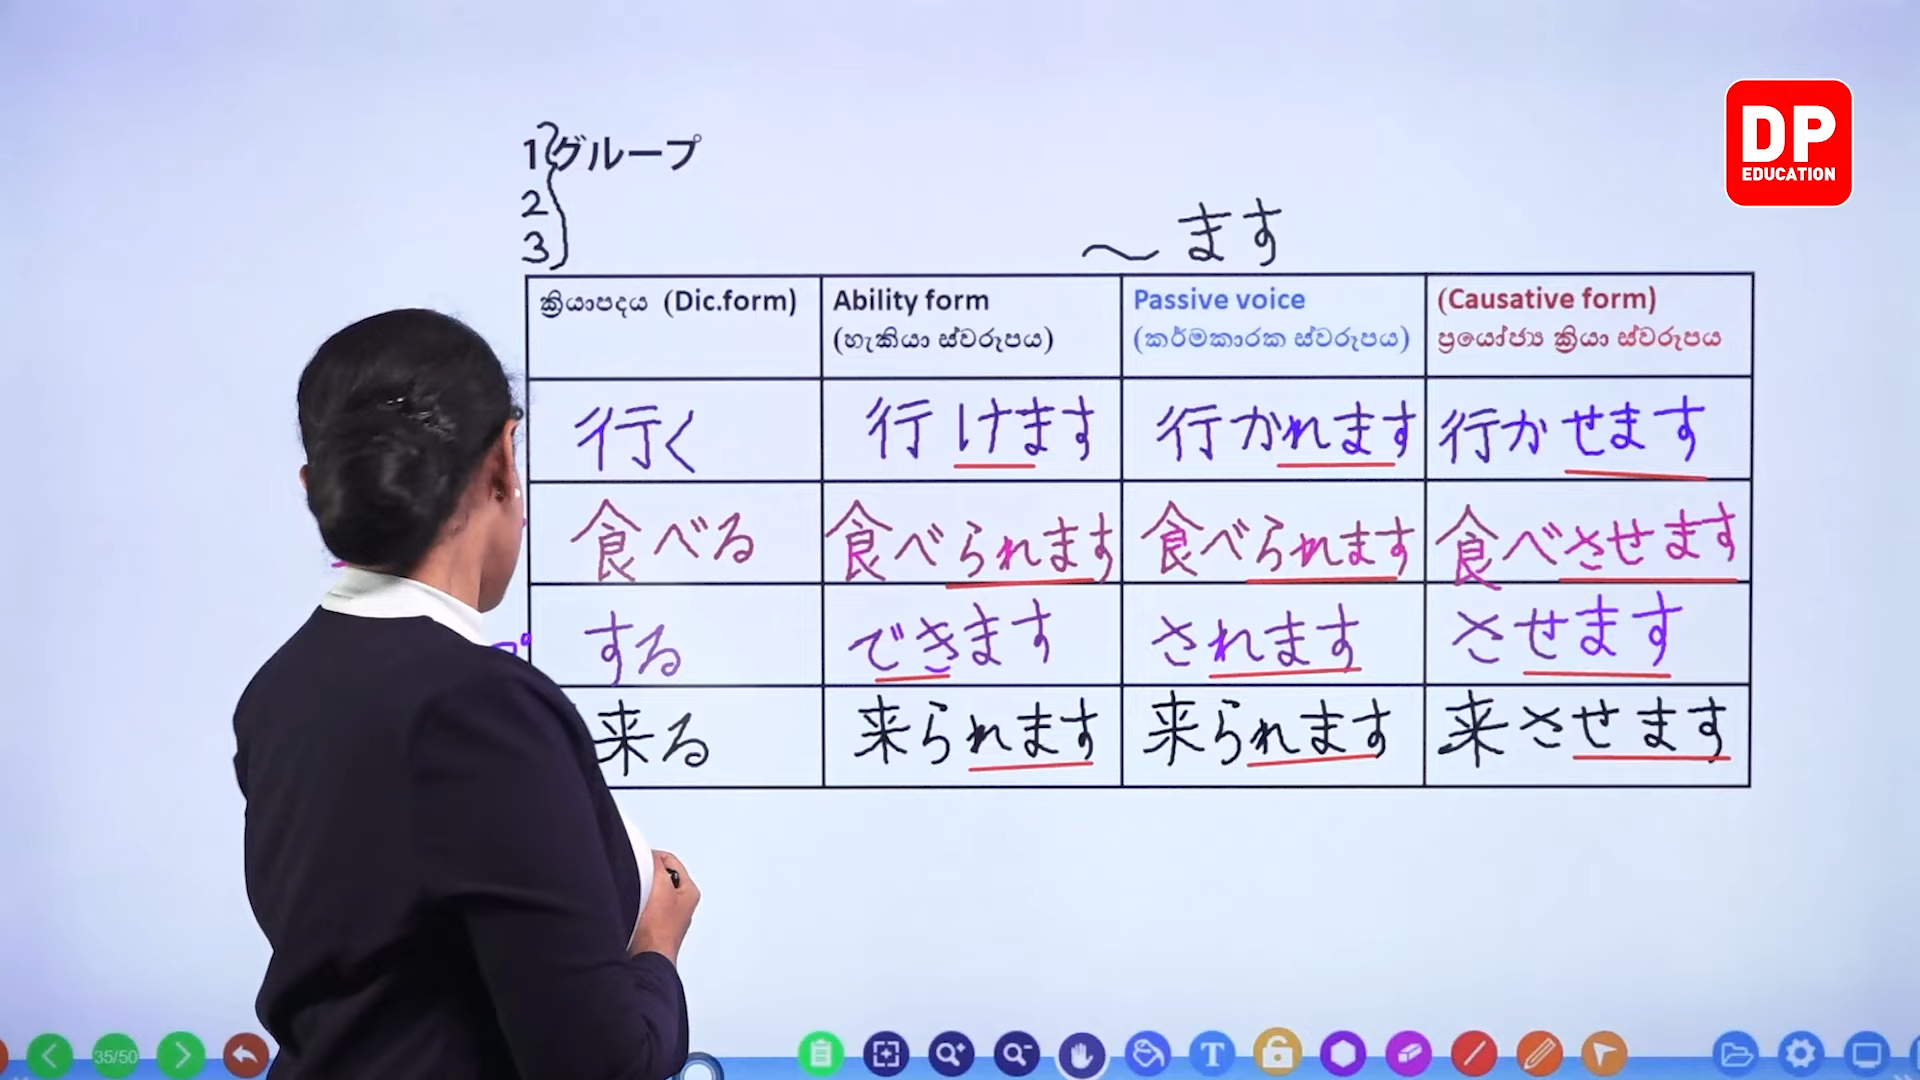 DP
EDUCATION
1 グループ
2
3
～ます
ක්‍රියාපදය (Dic.form)
Ability form
(හැකියා ස්වරූපය)
Passive voice
(කර්මකාරක ස්වරූපය)
(Causative form)
ප්‍රයෝජ්‍ය ක්‍රියා ස්වරූපය
行く 行けます 行かれます 行かせます
食べる 食べられます 食べられます 食べさせます
する できます されます させます
来る 来られます 来られます 来させます
35/50
T